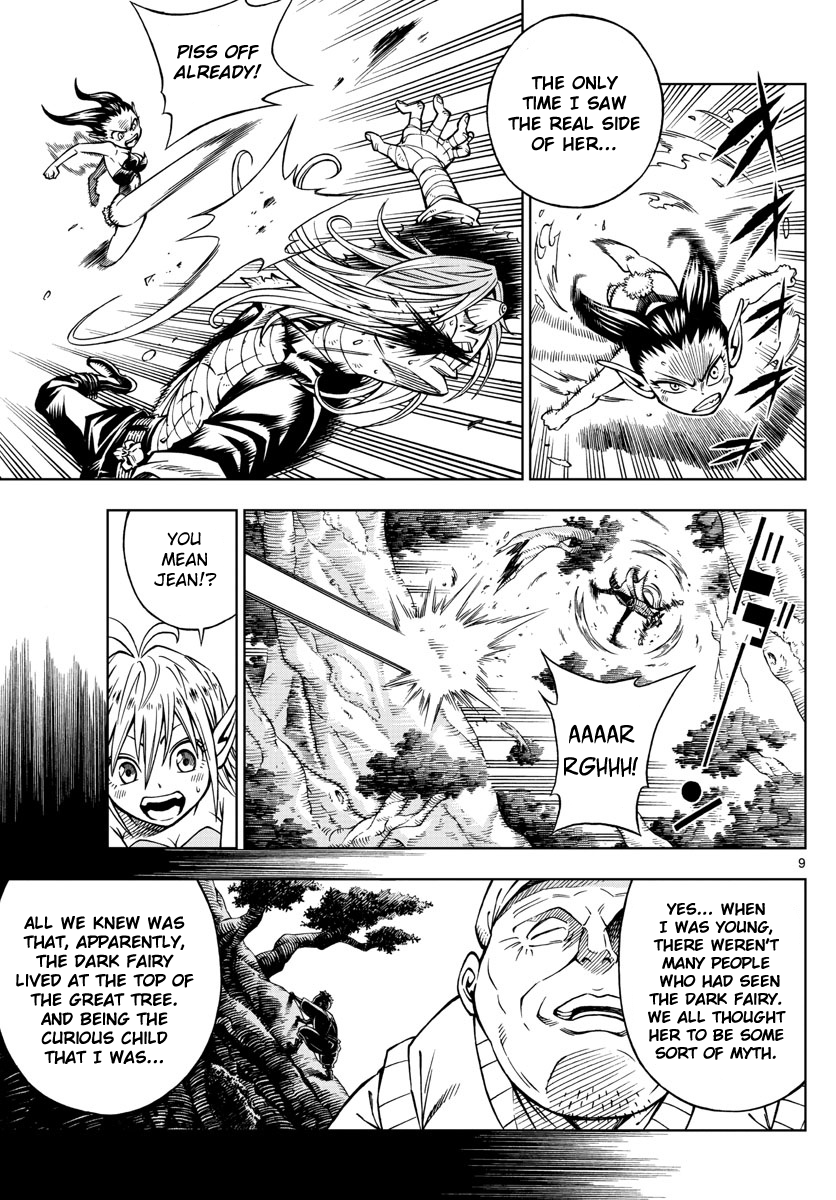 THE ONLY
TIME I SAW
THE REAL SIDE
OF HER...
PISS OFF
ALREADY!
ドガ
AAAAR
RGHHH!
YOU
MEAN
JEAN!?
9
YES... WHEN
I WAS YOUNG,
THERE WEREN'T
MANY PEOPLE
WHO HAD SEEN
THE DARK FAIRY.
WE ALL THOUGHT
HER TO BE SOME
SORT OF MYTH.
ALL WE KNEW WAS
THAT, APPARENTLY,
THE DARK FAIRY
LIVED AT THE TOP OF
THE GREAT TREE.
AND BEING THE
CURIOUS CHILD
THAT I WAS...